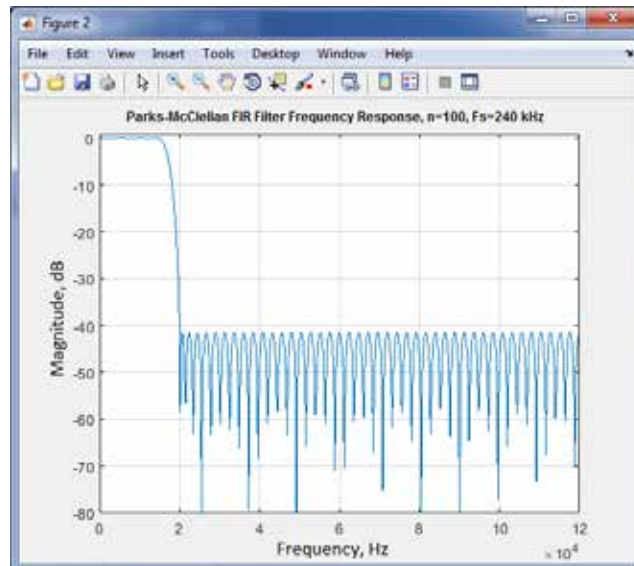 Figure 2
File Edit View Insert Tools Desktop Window Help
Parks-McClellan FIR Filter Frequency Response, n=100, Fs=240 kHz
0
-10
-20
-30
-40
-50
-60
-70
-80
Magnitude, dB
0 2 4 6 8 10 12
Frequency, Hz
× 10⁴